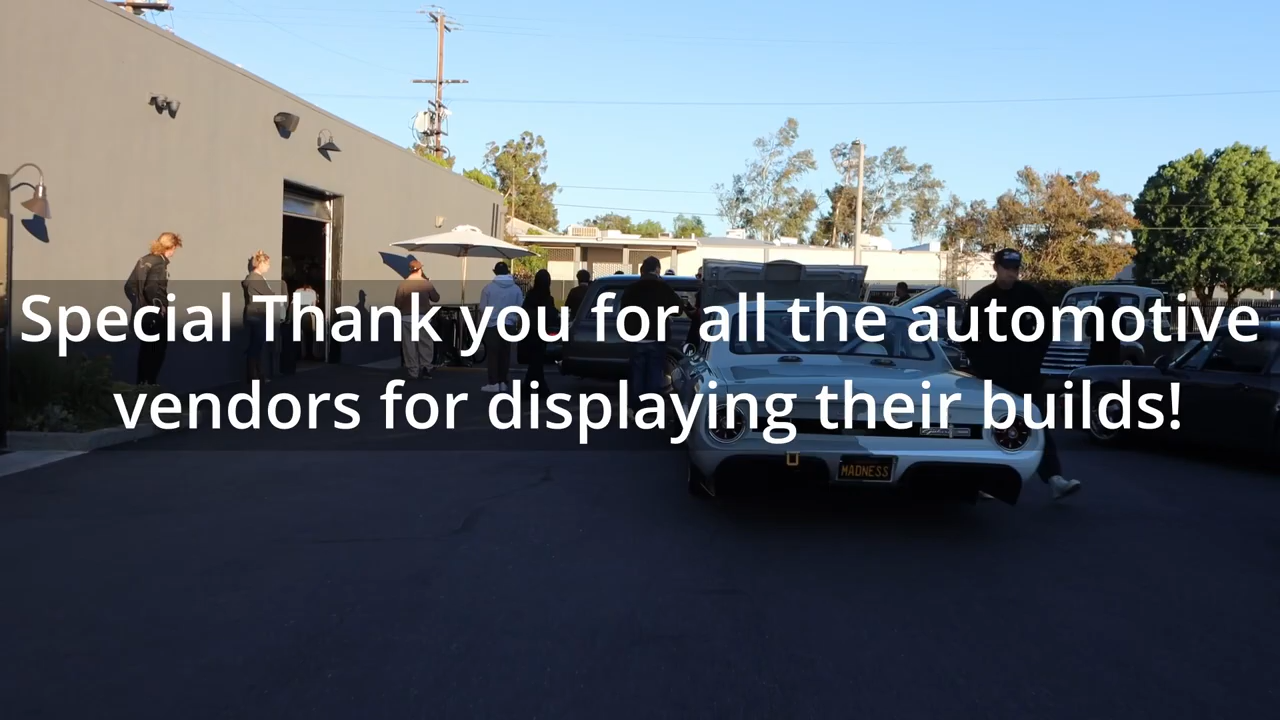 Special Thank you for all the automotive
vendors for displaying their builds!
MADNESS